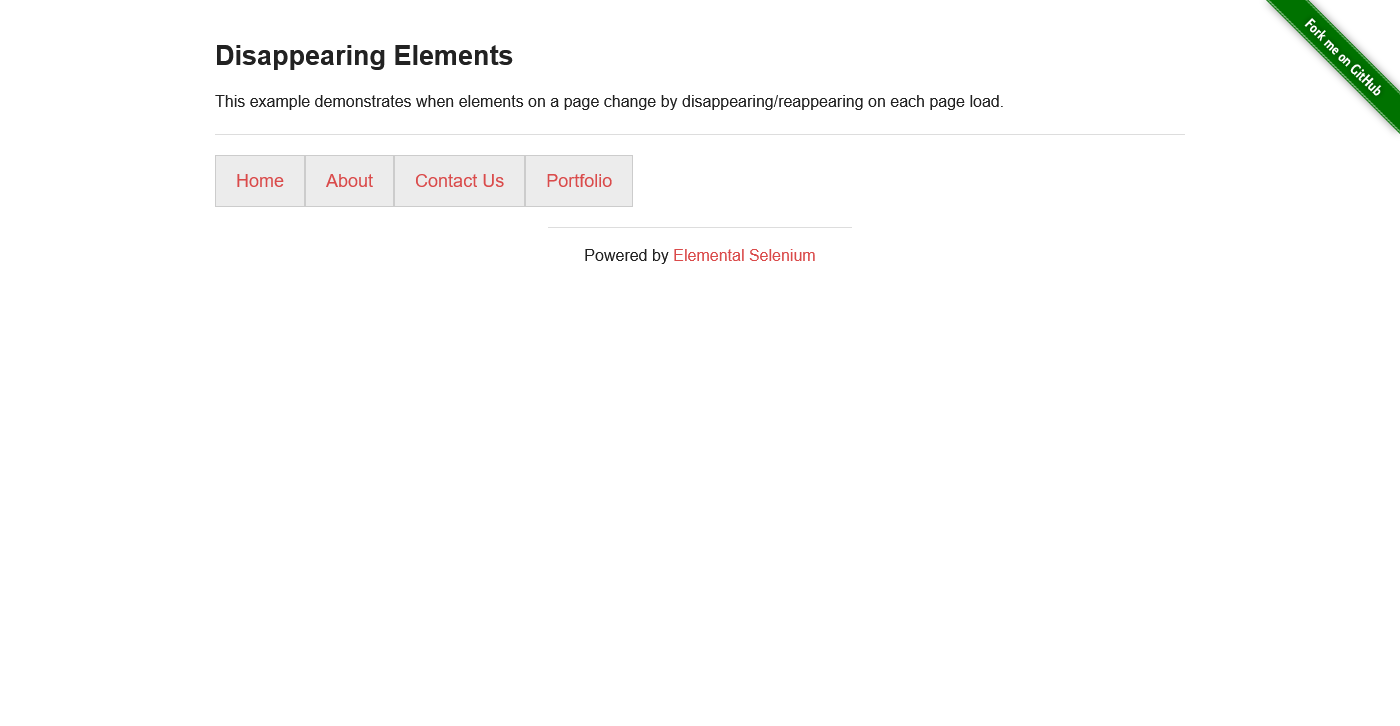 Disappearing Elements
This example demonstrates when elements on a page change by disappearing/reappearing on each page load.
Home
About
Contact Us
Portfolio
Powered by Elemental Selenium
Fork me on GitHub